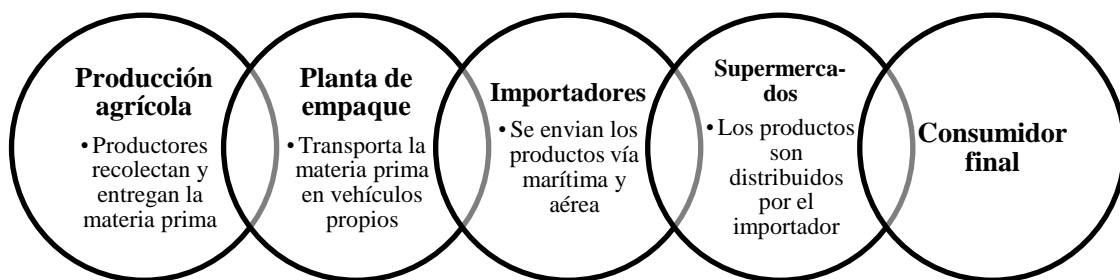 Producción
agrícola
• Productores
recolectan y
entregan la
materia prima
Planta de
empaque
• Transporta la
materia prima
en vehículos
propios
Importadores
• Se envian los
productos vía
marítima y
aérea
Supermerca-
dos
• Los productos
son
distribuidos
por el
importador
Consumidor
final